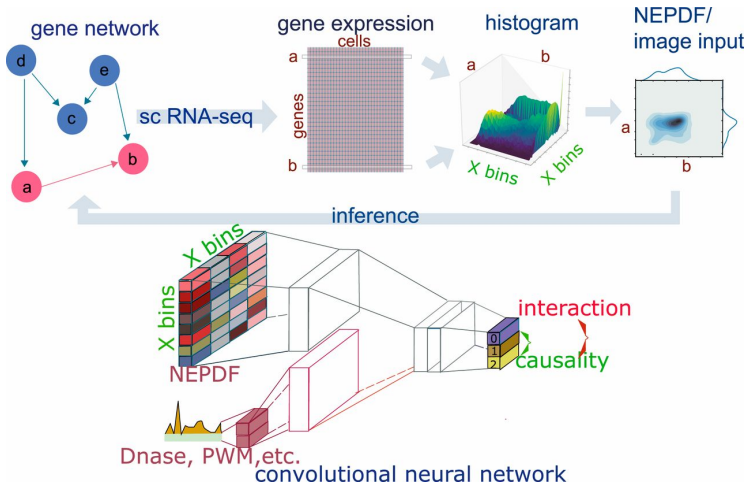 gene network
d
e
c
b
a
sc RNA-seq
gene expression
cells
a
genes
b
histogram
a
b
X bins
X bins
NEPDF/
image input
a
b
inference
X bins
X bins
NEPDF
Dnase, PWM,etc.
0
1
2
interaction
causality
convolutional neural network